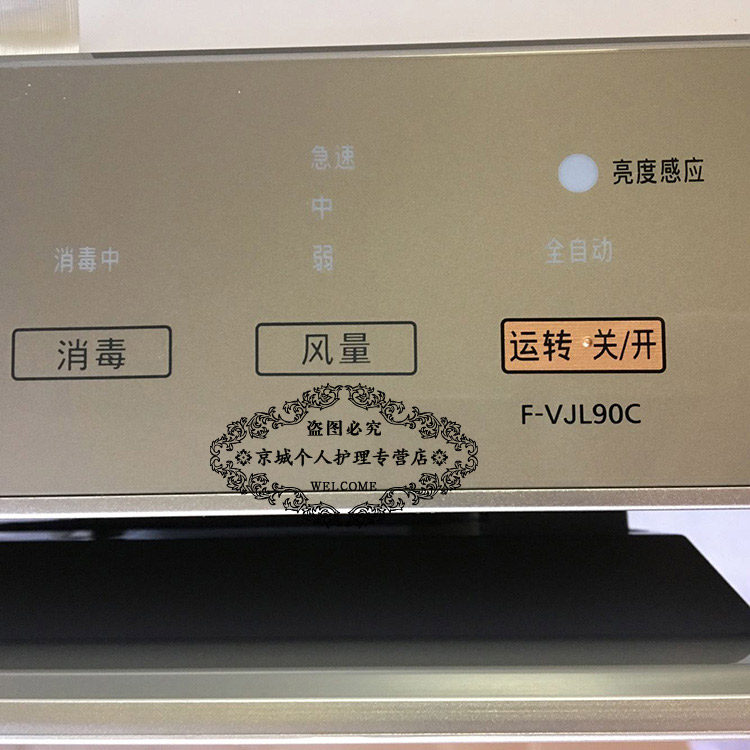 急速
中
弱
亮度感应
消毒中
全自动
消毒
风量
运转 关/开
F-VJL90C
盗图必究
京城个人护理专营店
WELCOME